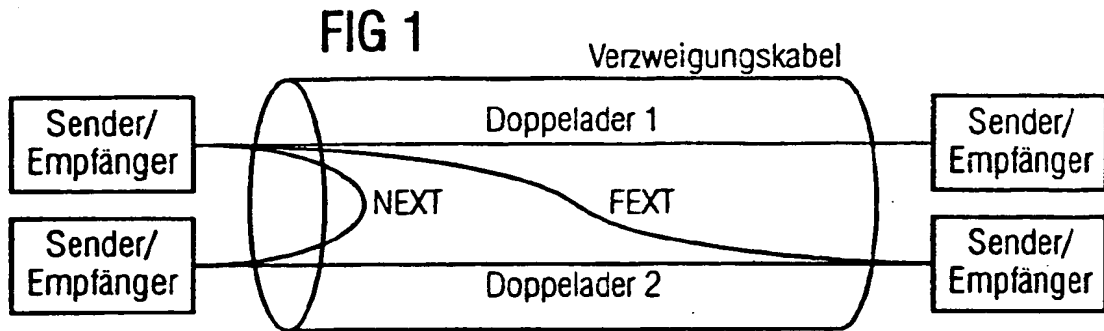 FIG 1
Verzweigungskabel
Sender/
Empfänger
Doppelader 1
Sender/
Empfänger
NEXT
FEXT
Sender/
Empfänger
Doppelader 2
Sender/
Empfänger